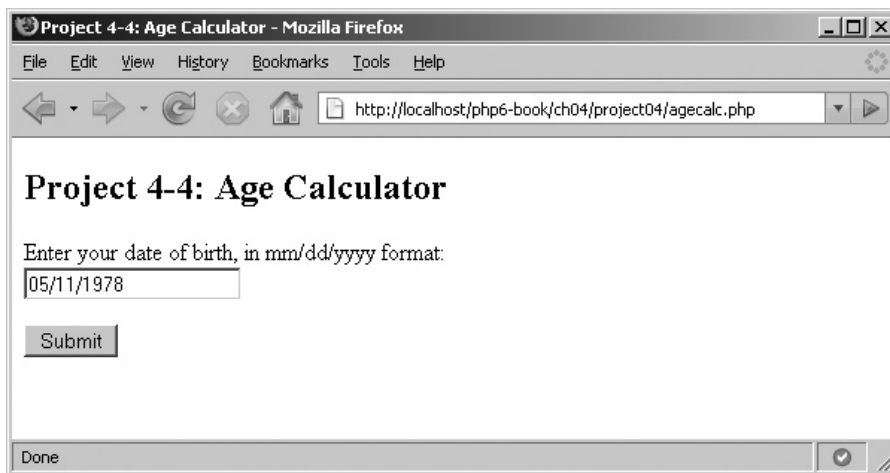 Project 4-4: Age Calculator - Mozilla Firefox
File Edit View History Bookmarks Tools Help
http://localhost/php6-book/ch04/project04/agecalc.php
Project 4-4: Age Calculator
Enter your date of birth, in mm/dd/yyyy format:
05/11/1978
Submit
Done